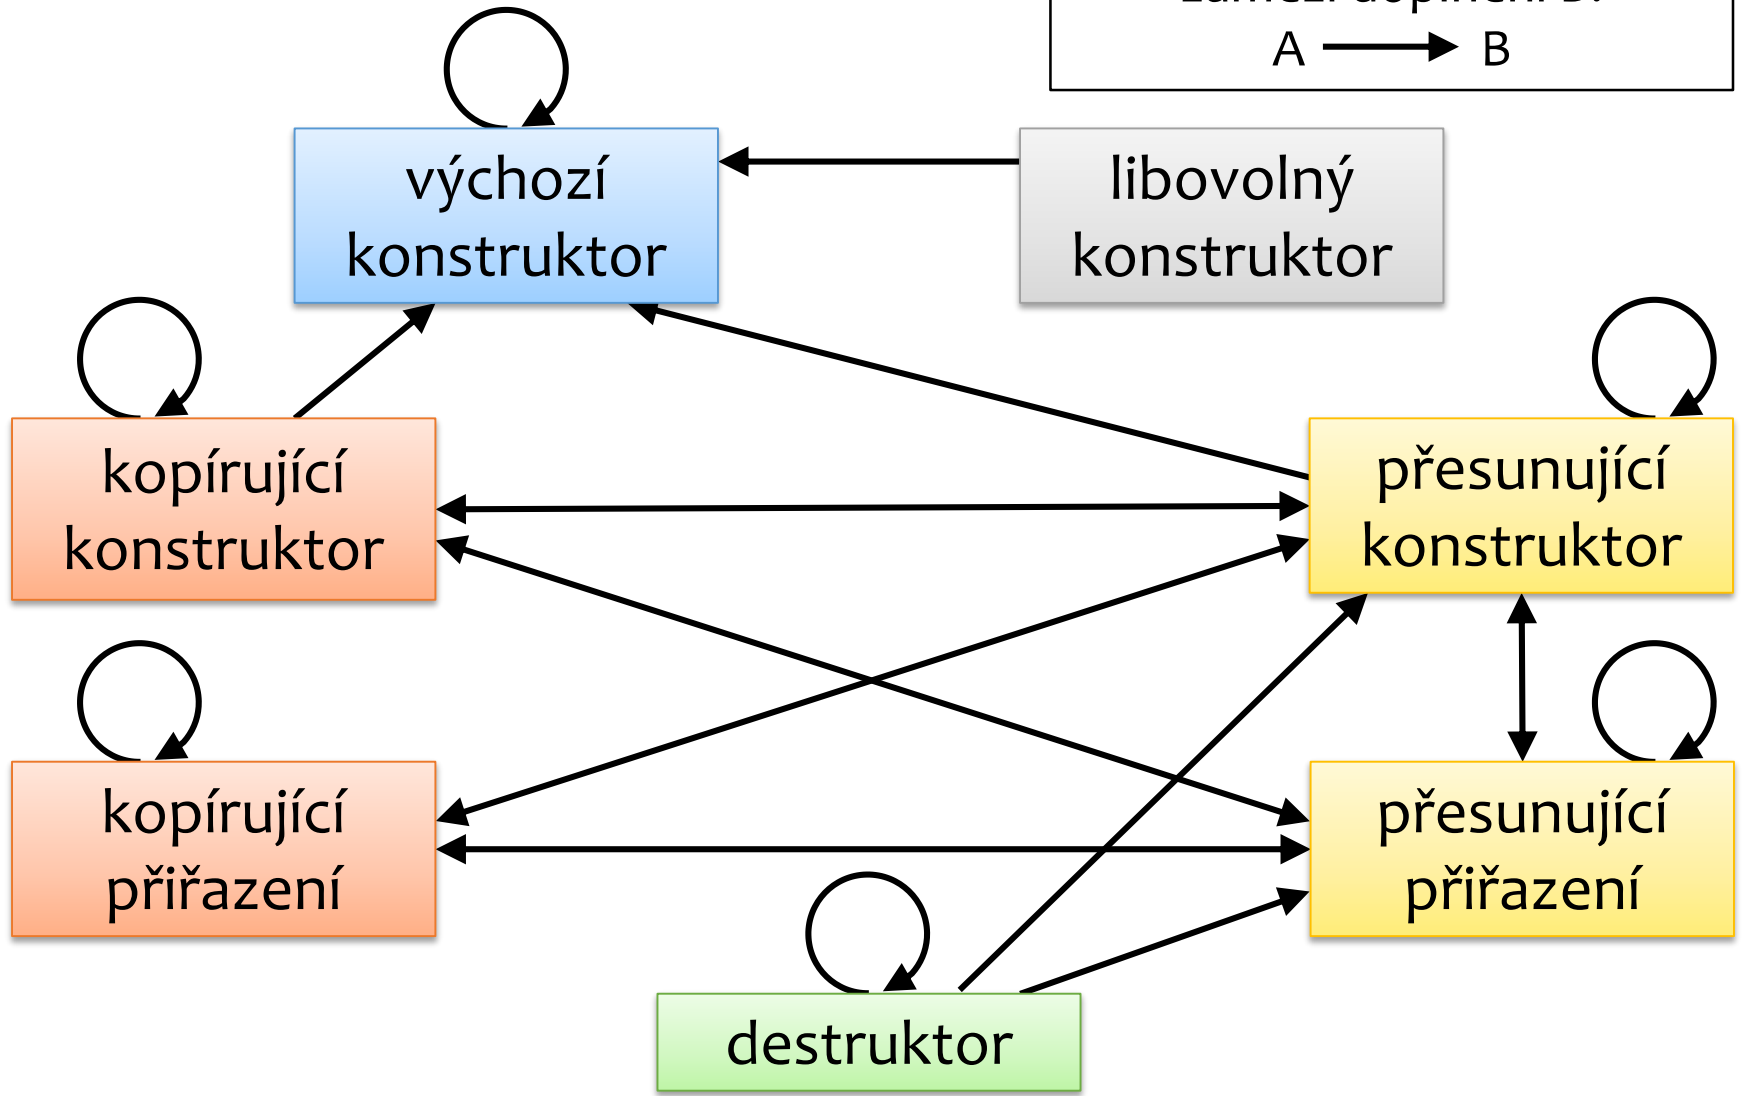 A B
výchozí
konstruktor
libovolný
konstruktor
kopírující
konstruktor
přesunující
konstruktor
kopírující
přiřazení
přesunující
přiřazení
destruktor